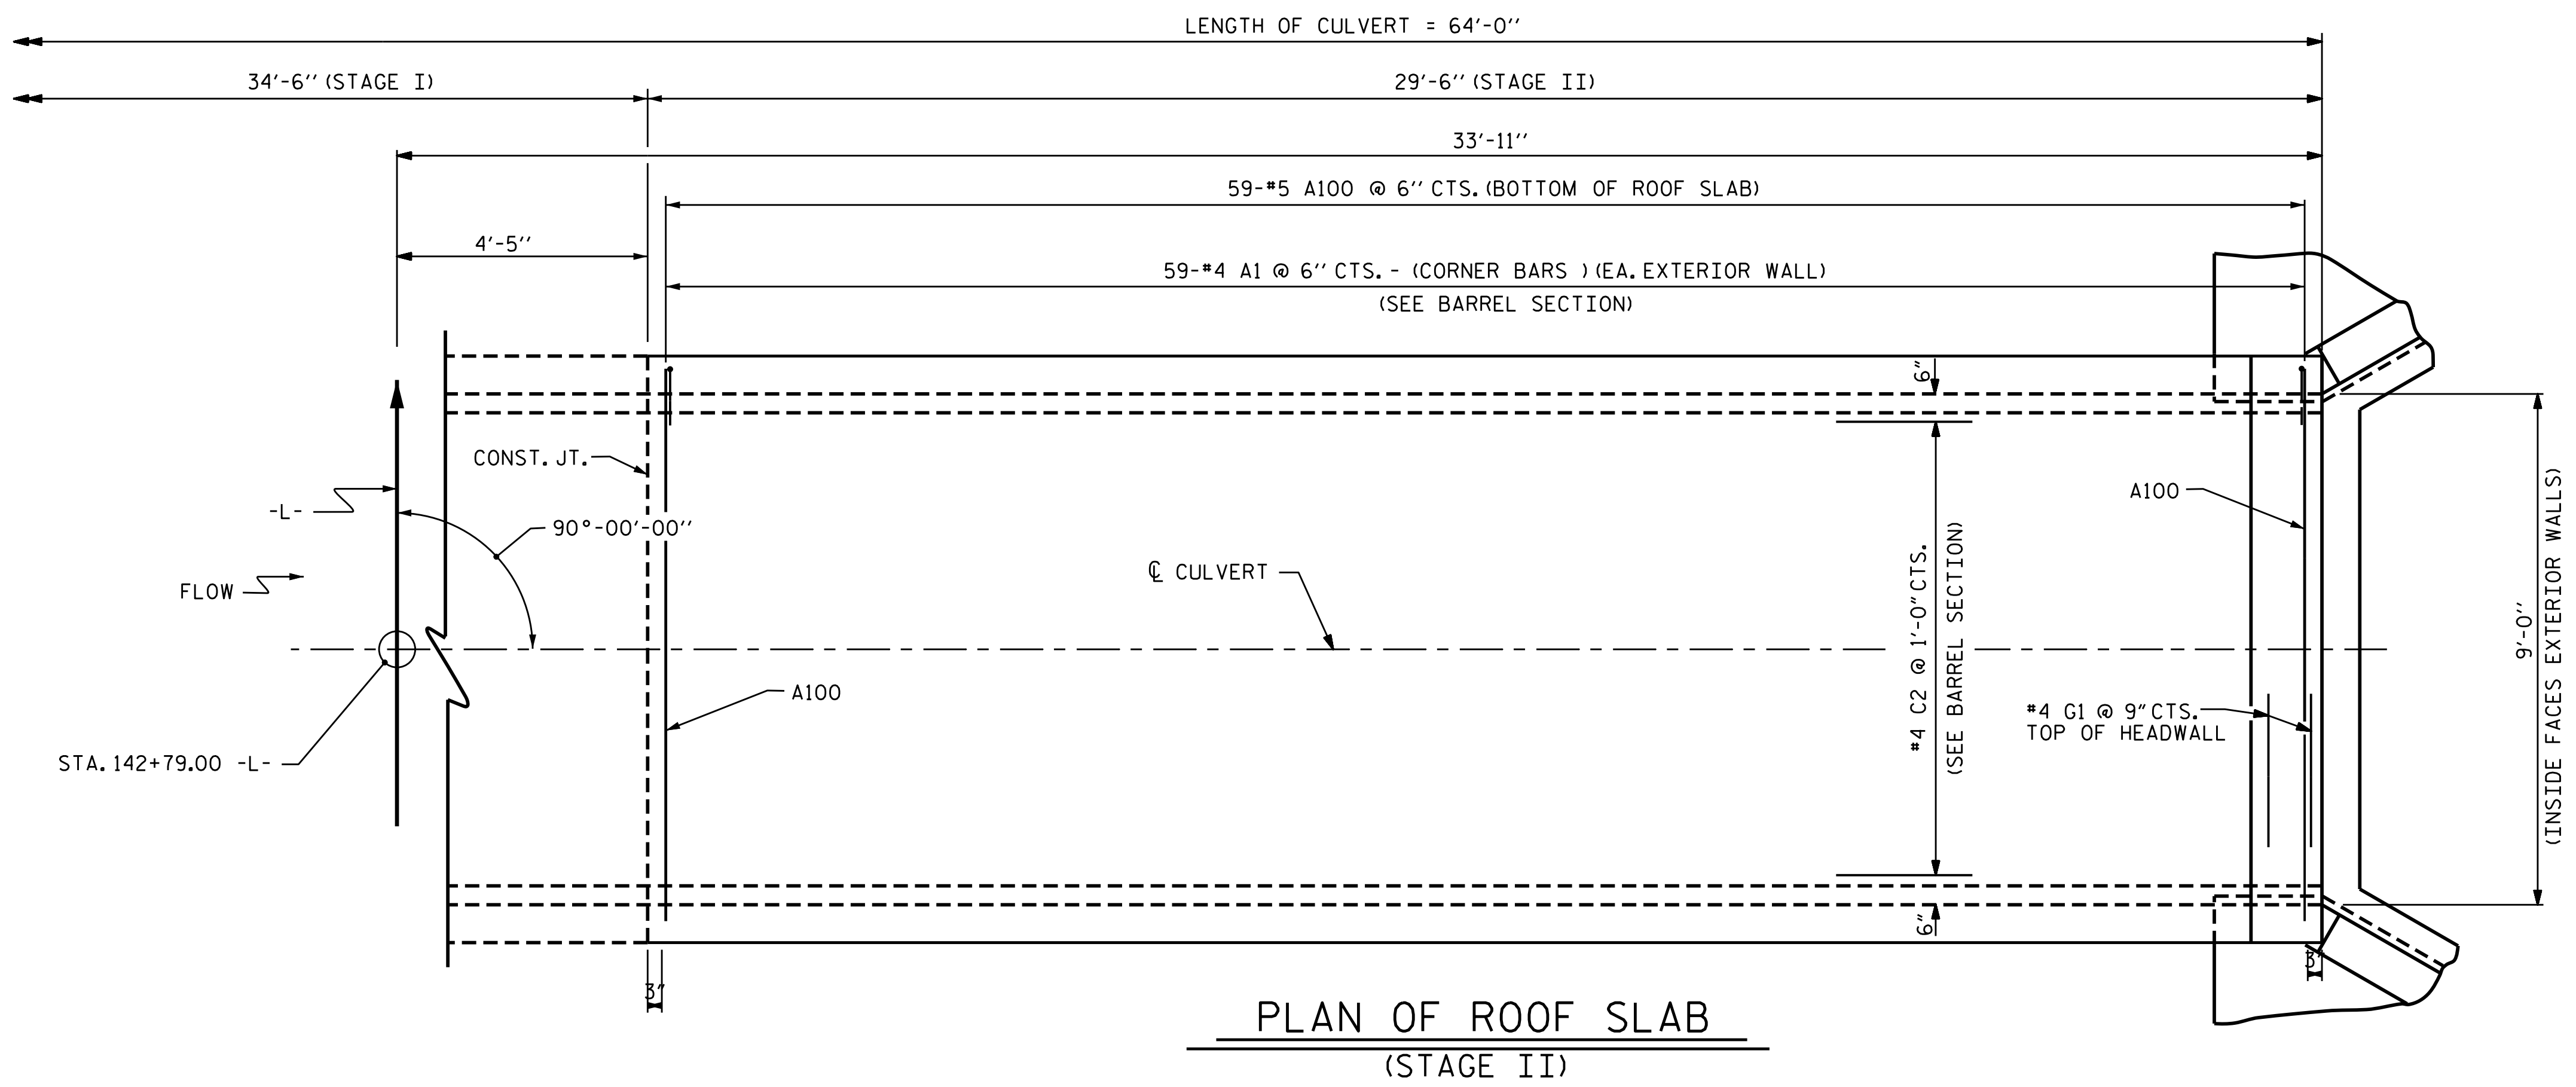 LENGTH OF CULVERT = 64'-0''
34'-6'' (STAGE I)
29'-6'' (STAGE II)
33'-11''
59-#5 A100 @ 6'' CTS. (BOTTOM OF ROOF SLAB)
4'-5''
59-#4 A1 @ 6'' CTS. - (CORNER BARS ) (EA. EXTERIOR WALL)
(SEE BARREL SECTION)
6"
CONST. JT.
A100
-L-
90°-00'-00''
℄ CULVERT
FLOW
#4 C2 @ 1'-0" CTS.
(SEE BARREL SECTION)
9'-0''
(INSIDE FACES EXTERIOR WALLS)
A100
#4 G1 @ 9" CTS.
TOP OF HEADWALL
STA. 142+79.00 -L-
6"
3"
3"
PLAN OF ROOF SLAB
(STAGE II)